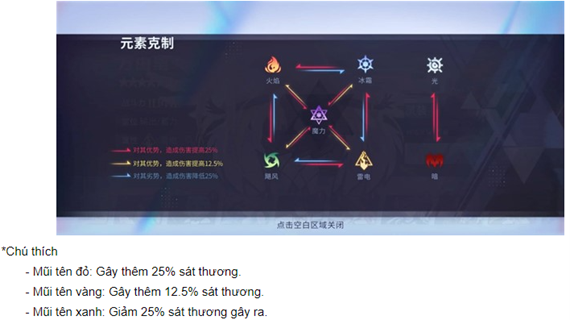 元素克制
火焰
冰霜
光
魔力
飓风
雷电
暗
对其优势，造成伤害提高25%
对其优势，造成伤害提高12.5%
对其劣势，造成伤害降低25%
点击空白区域关闭
*Chú thích
- Mũi tên đỏ: Gây thêm 25% sát thương.
- Mũi tên vàng: Gây thêm 12.5% sát thương.
- Mũi tên xanh: Giảm 25% sát thương gây ra.